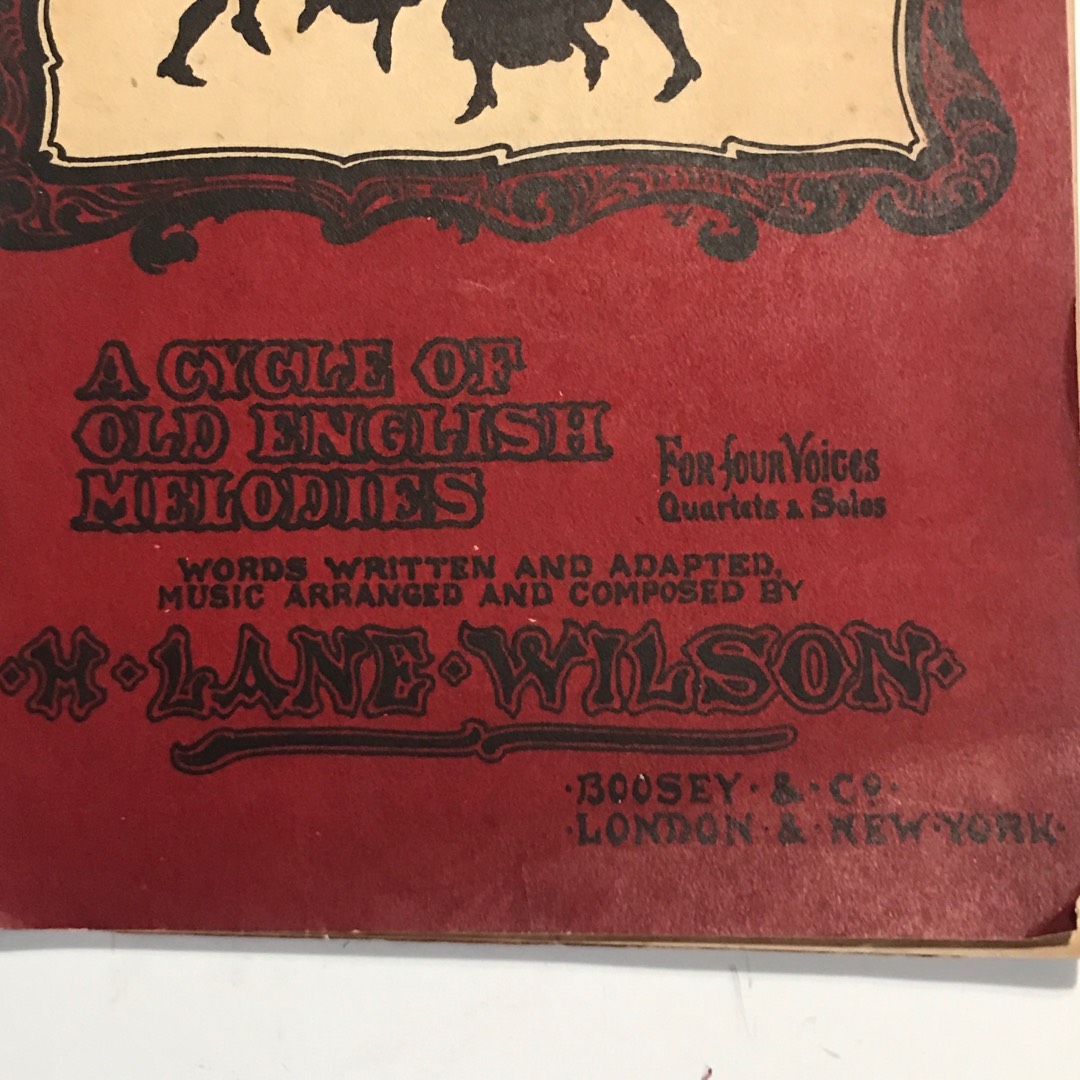 A CYCLE OF
OLD ENGLISH
MELODIES
For four Voices
Quartets & Solos
WORDS WRITTEN AND ADAPTED,
MUSIC ARRANGED AND COMPOSED BY
·H·LANE·WILSON·
·BOOSEY·&·Co·
·LONDON·&·NEW·YORK·